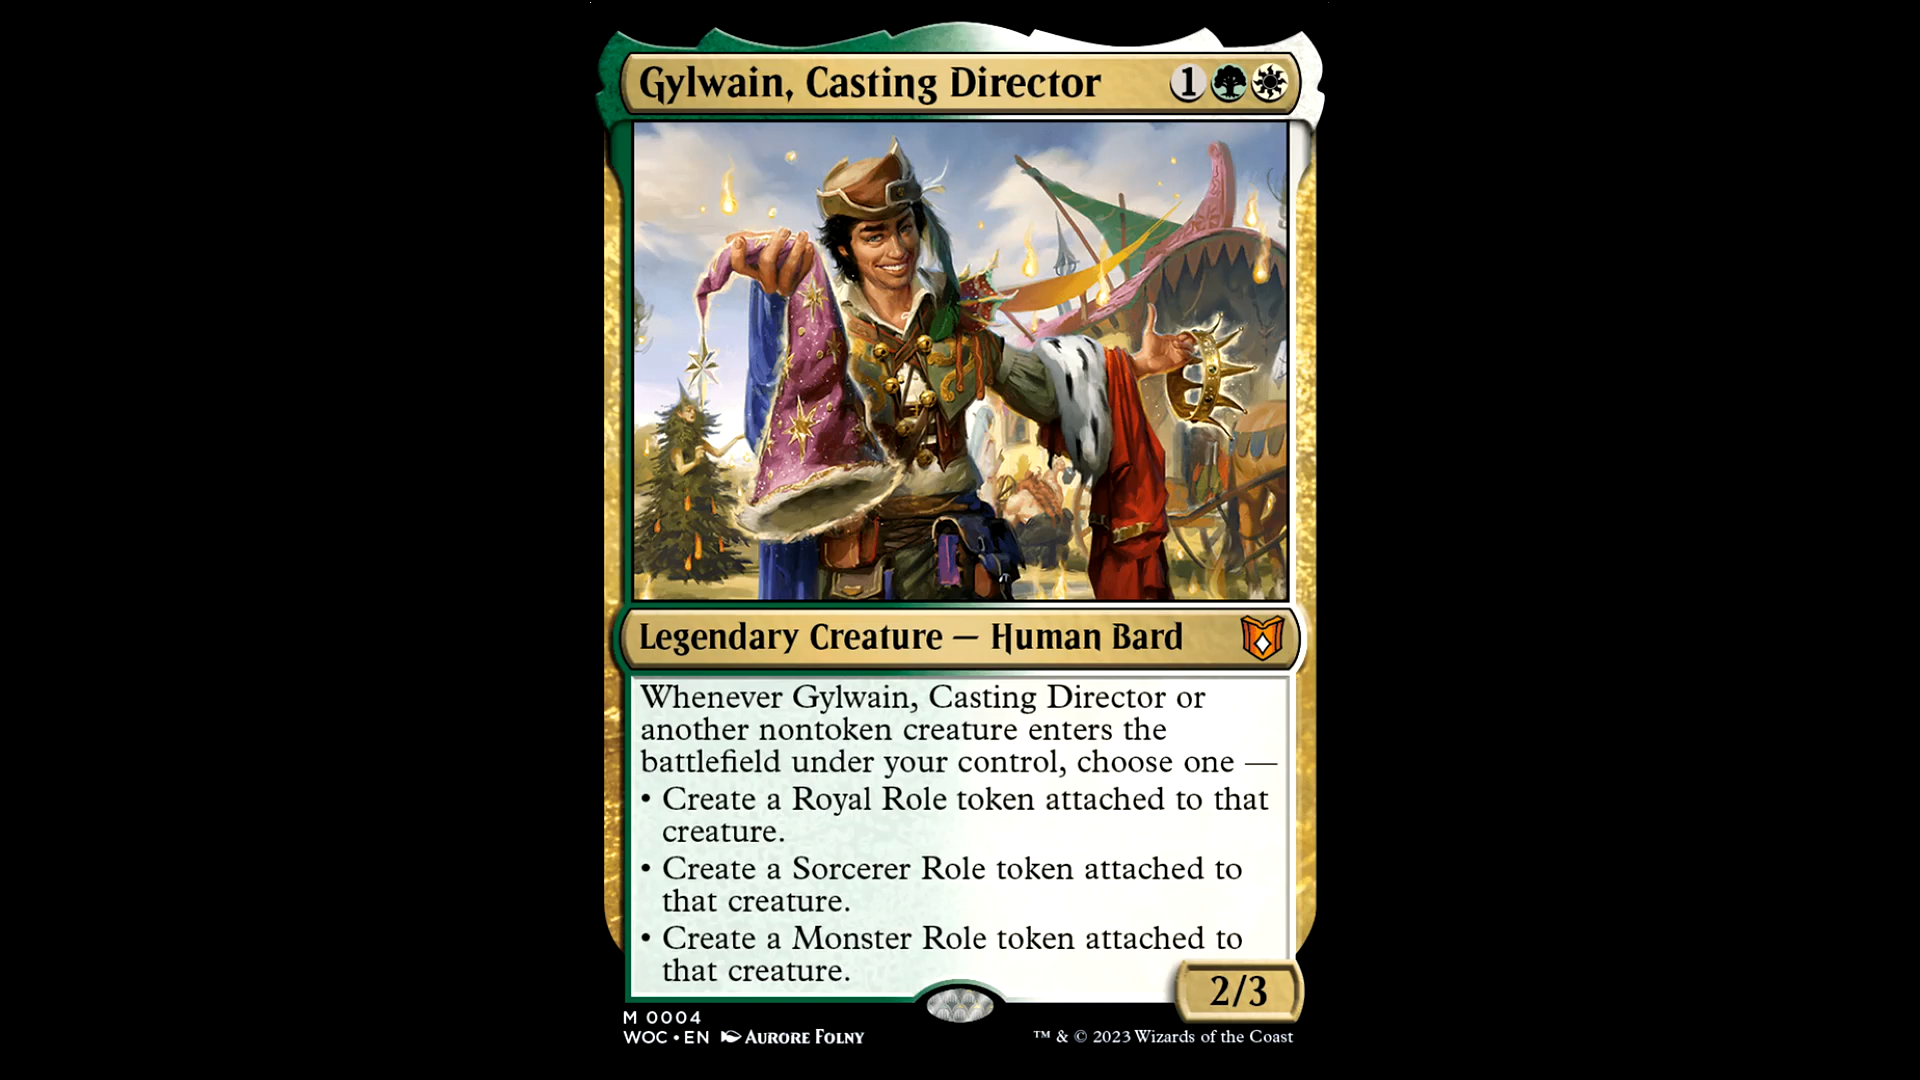 Gylwain, Casting Director 1
Legendary Creature — Human Bard
Whenever Gylwain, Casting Director or
another nontoken creature enters the
battlefield under your control, choose one —
• Create a Royal Role token attached to that
creature.
• Create a Sorcerer Role token attached to
that creature.
• Create a Monster Role token attached to
that creature.
2/3
M 0004
WOC • EN AURORE FOLNY
™ & © 2023 Wizards of the Coast